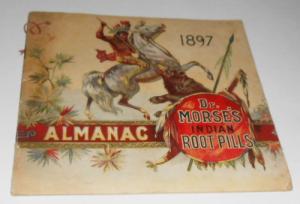 1897
ALMANAC
DR.
MORSE'S
INDIAN
ROOT PILLS